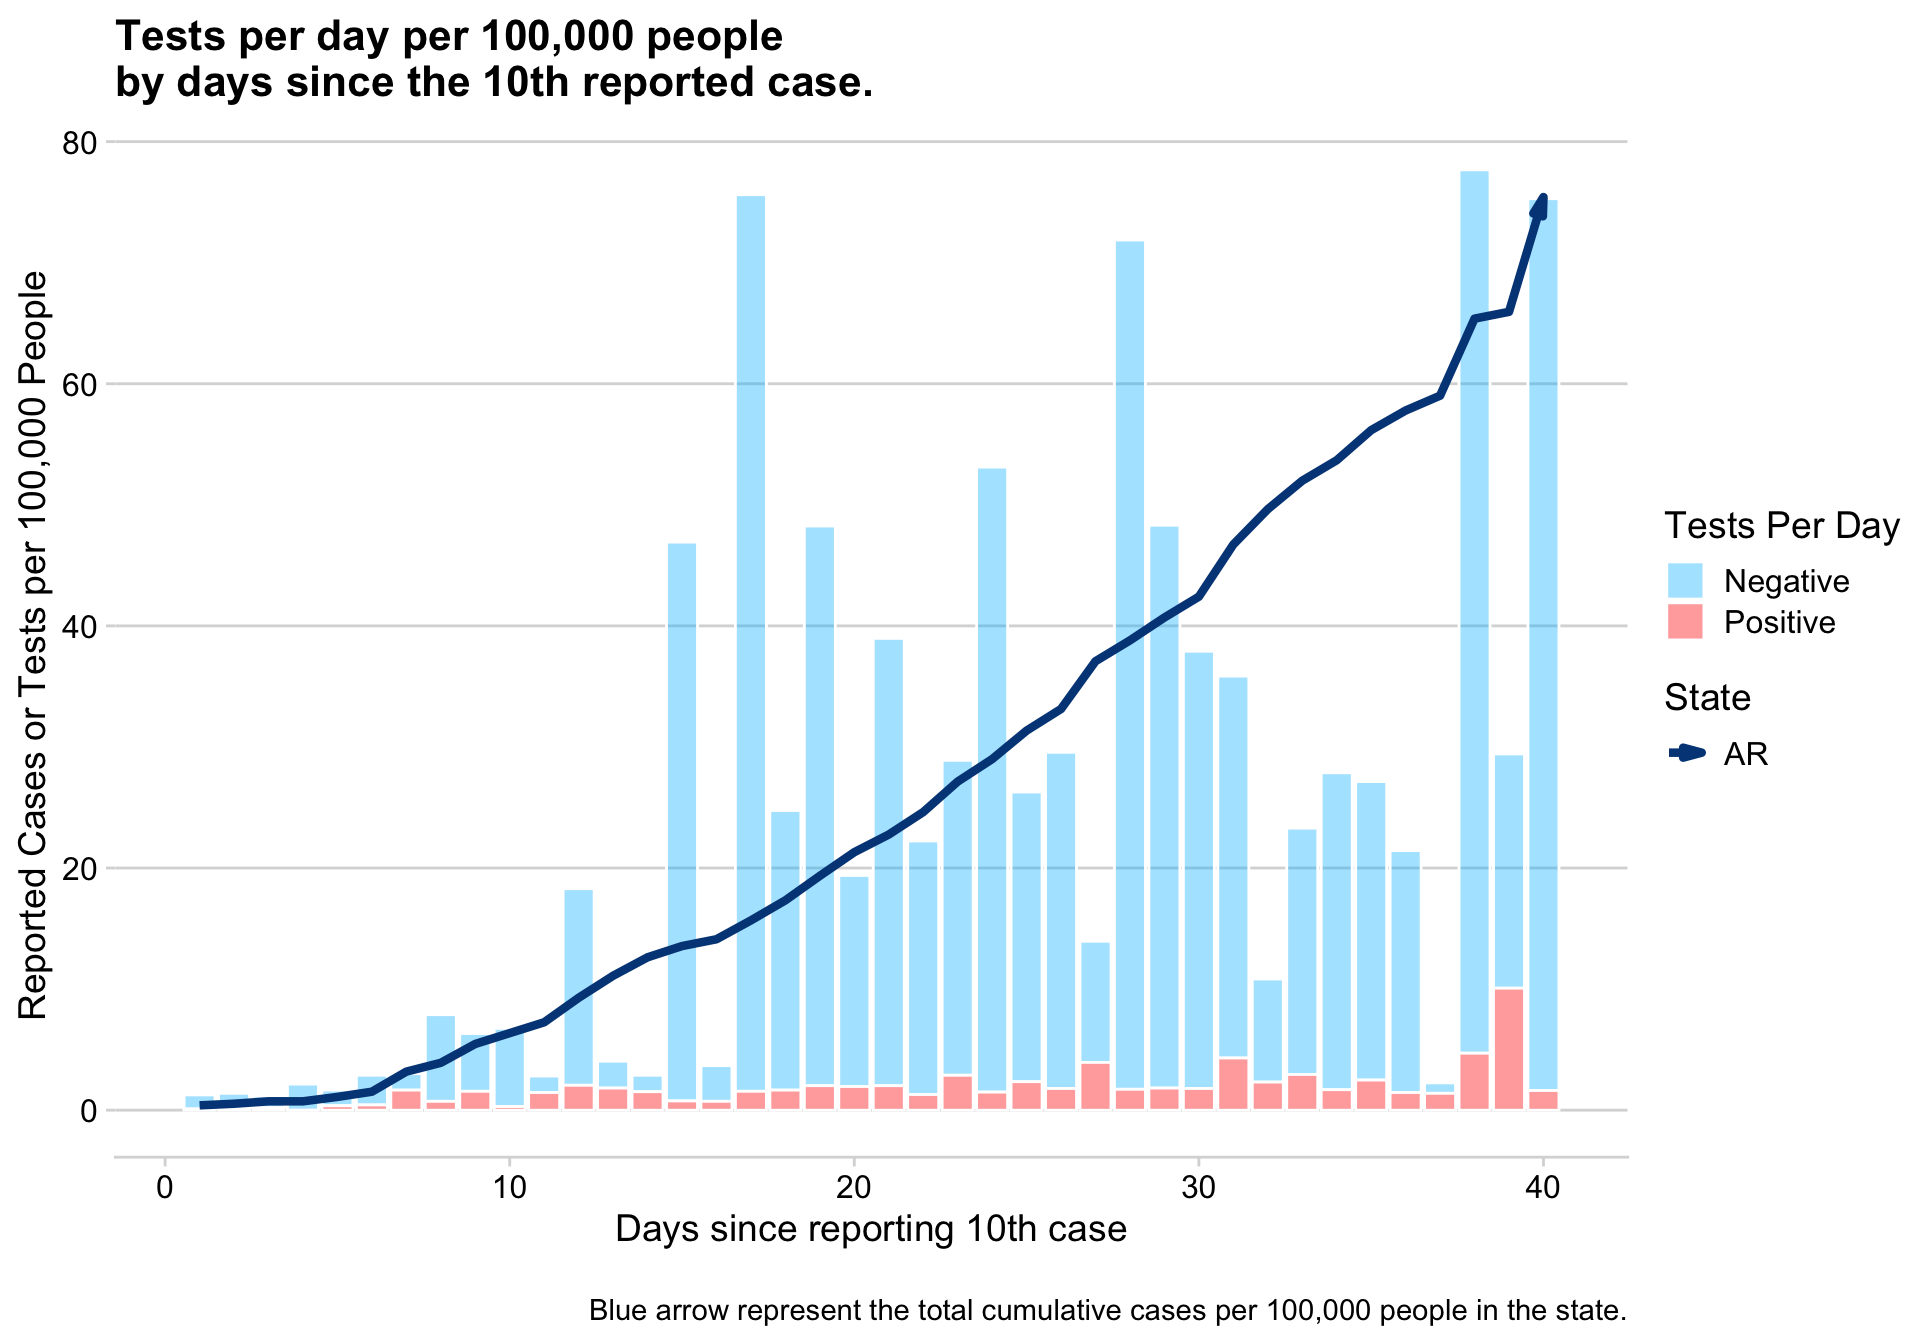 Tests per day per 100,000 people
by days since the 10th reported case.
Reported Cases or Tests per 100,000 People
80
60
40
20
0
0
10
20
30
40
Days since reporting 10th case
Tests Per Day
Negative
Positive
State
AR
Blue arrow represent the total cumulative cases per 100,000 people in the state.